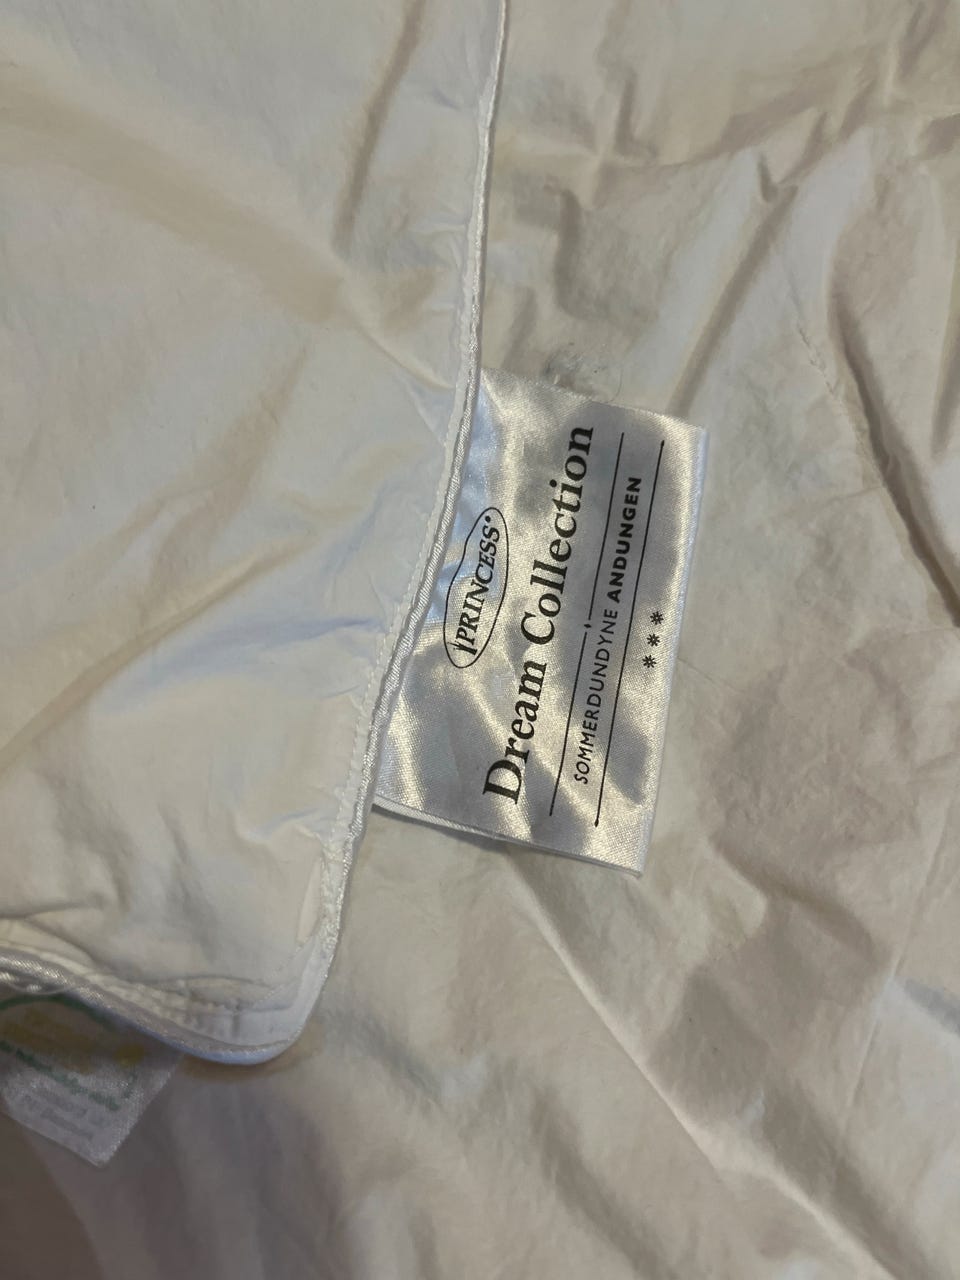 PRINCESS
Dream Collection
SOMMERDUNDYNE ANDUNGEN
***